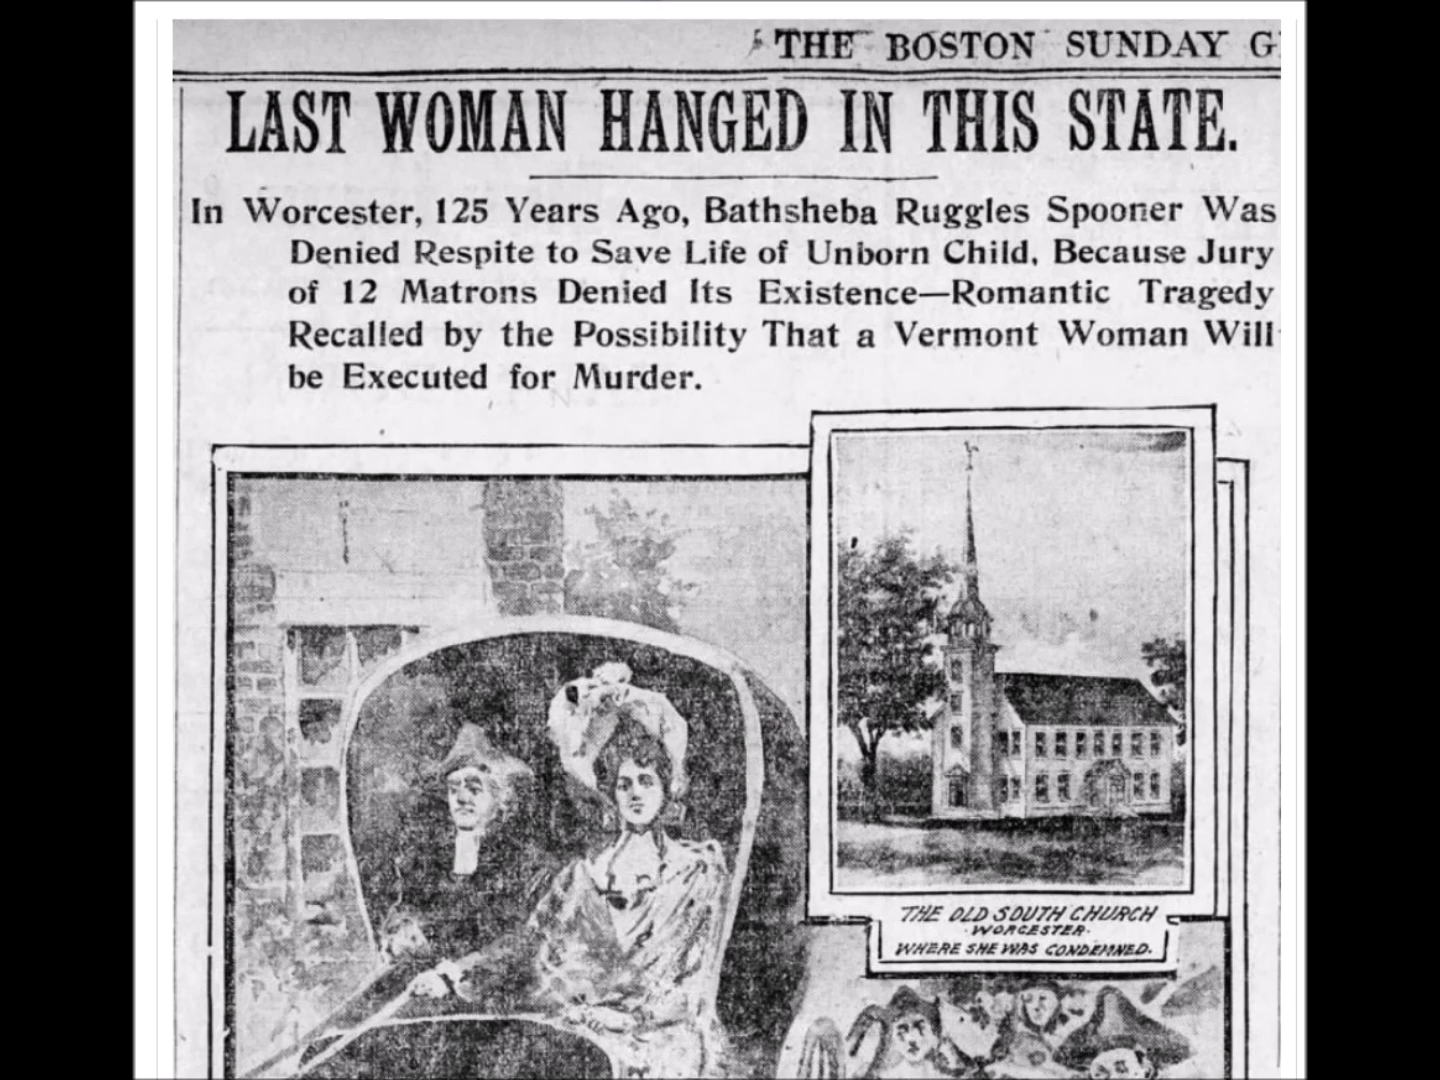 THE BOSTON SUNDAY
LAST WOMAN HANGED IN THIS STATE.
In Worcester, 125 Years Ago, Bathsheba Ruggles Spooner Was
Denied Respite to Save Life of Unborn Child, Because Jury
of 12 Matrons Denied Its Existence—Romantic Tragedy
Recalled by the Possibility That a Vermont Woman Will
be Executed for Murder.
THE OLD SOUTH CHURCH
·WORCESTER·
WHERE SHE WAS CONDEMNED.